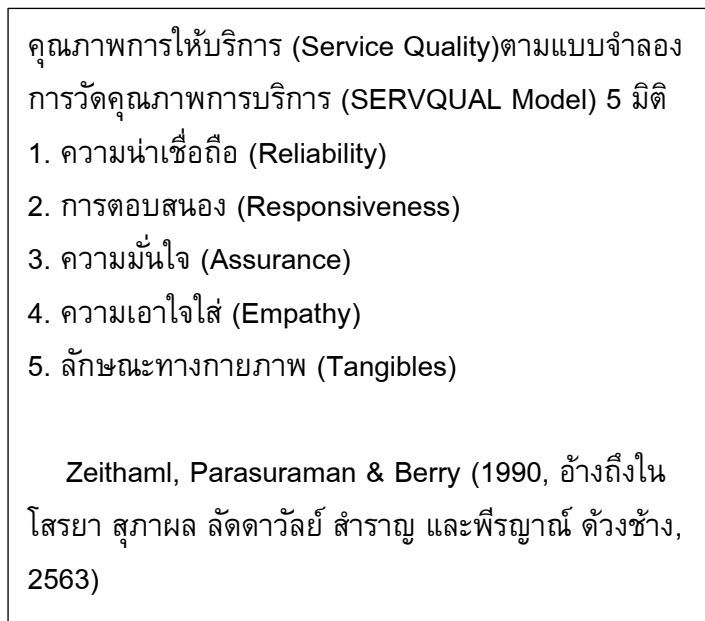 คุณภาพการให้บริการ (Service Quality)ตามแบบจำลอง
การวัดคุณภาพการบริการ (SERVQUAL Model) 5 มิติ
1. ความน่าเชื่อถือ (Reliability)
2. การตอบสนอง (Responsiveness)
3. ความมั่นใจ (Assurance)
4. ความเอาใจใส่ (Empathy)
5. ลักษณะทางกายภาพ (Tangibles)
Zeithaml, Parasuraman & Berry (1990, อ้างถึงใน
โสรยา สุภาผล ลัดดาวัลย์ สำราญ และพีรญาณ์ ด้วงช้าง,
2563)